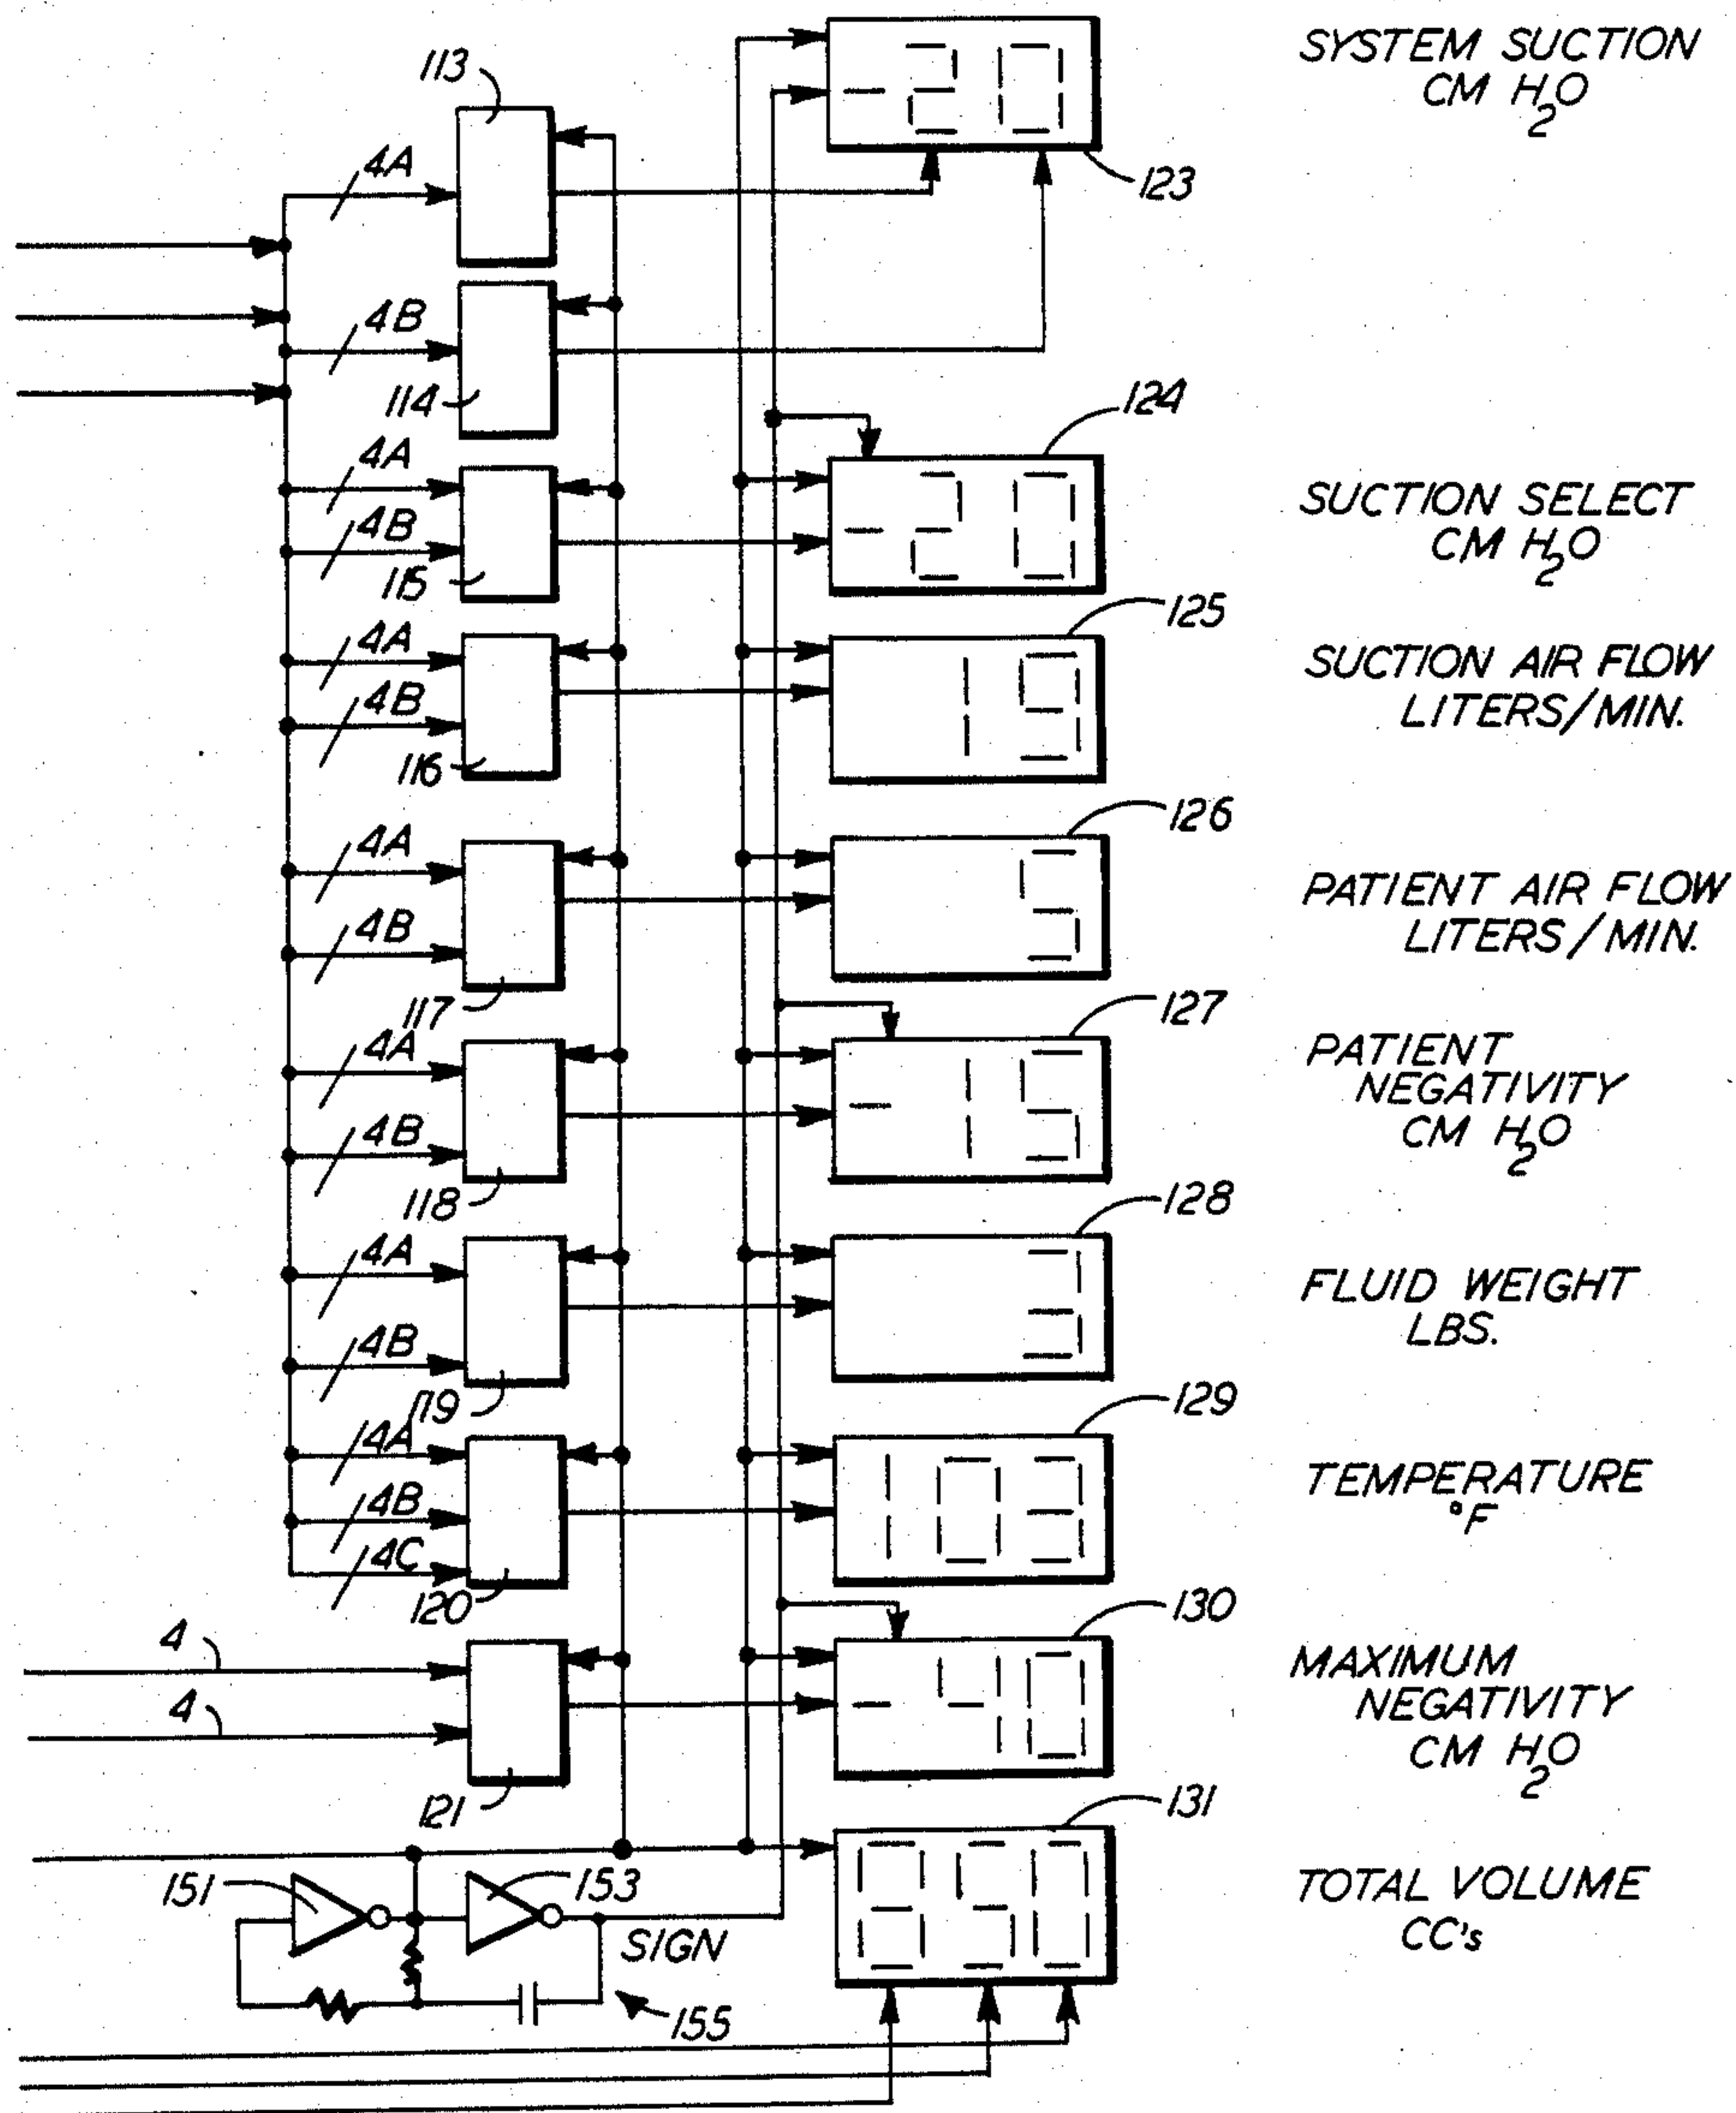 113
4A
- 20
SYSTEM SUCTION
CM H2O
123
4B
114
124
4A
4B
115
- 20
SUCTION SELECT
CM H2O
125
4A
4B
116
19
SUCTION AIR FLOW
LITERS/MIN.
126
4A
4B
117
5
PATIENT AIR FLOW
LITERS/MIN.
127
4A
4B
118
- 15
PATIENT
NEGATIVITY
CM H2O
128
4A
4B
119
3
FLUID WEIGHT
LBS.
129
4A
4B
4C
120
103
TEMPERATURE
°F
130
4
4
121
- 40
MAXIMUM
NEGATIVITY
CM H2O
131
151
153
SIGN
155
850
TOTAL VOLUME
CC's